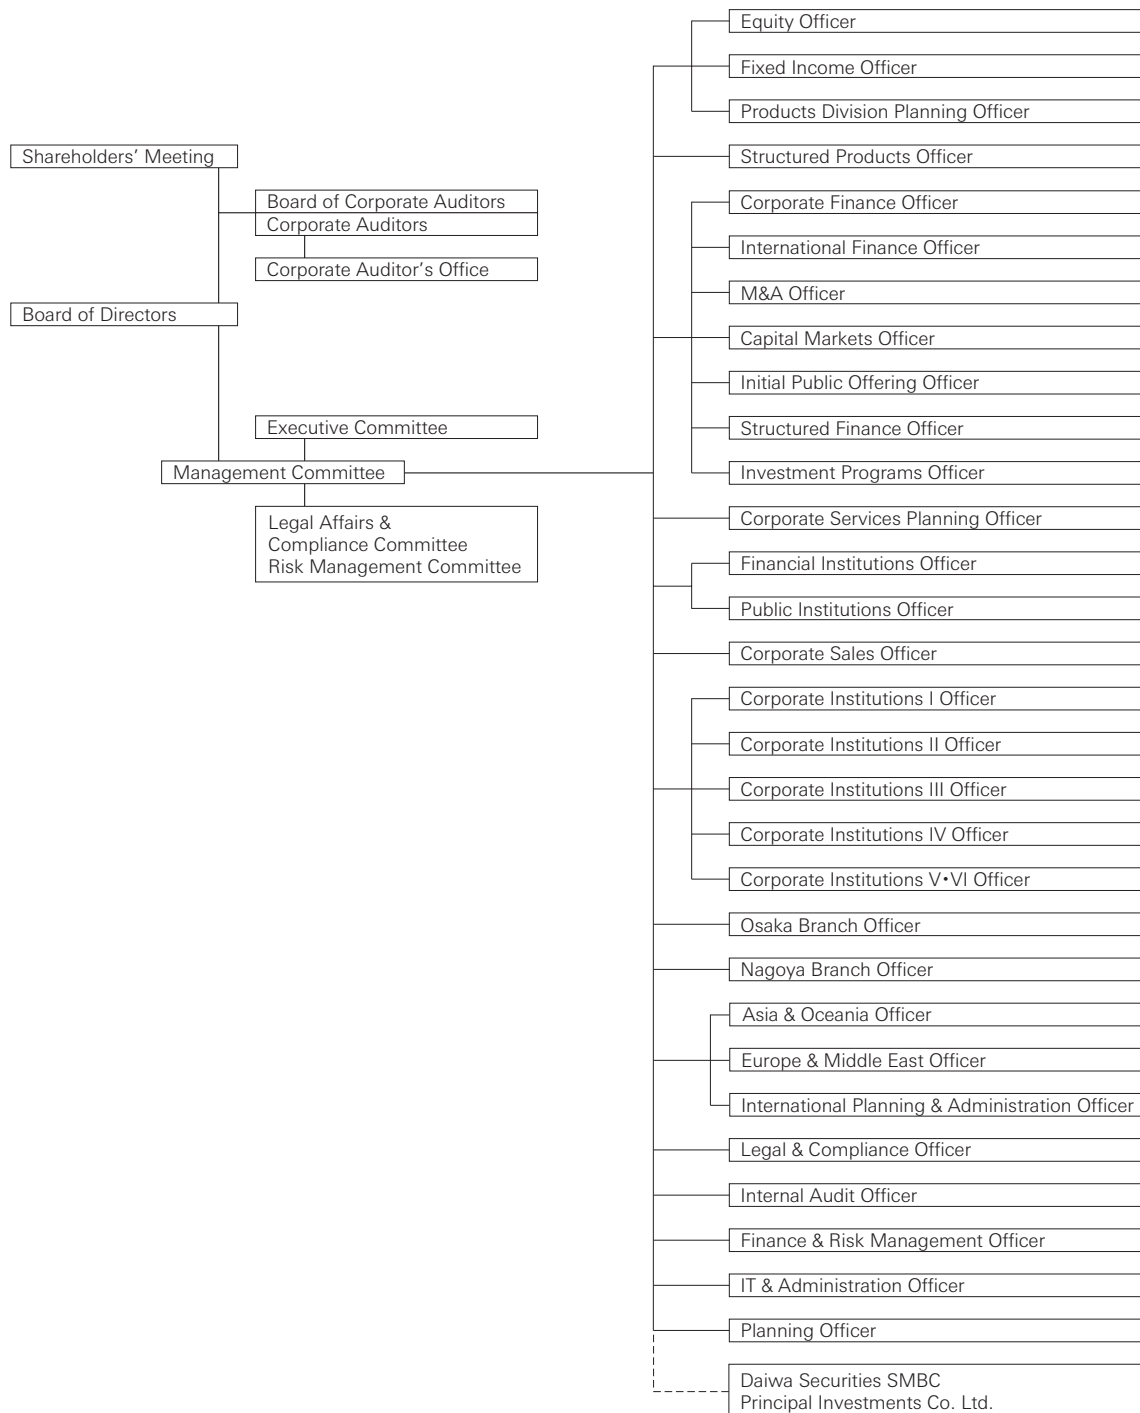 Shareholders’ Meeting
Board of Corporate Auditors
Corporate Auditors
Corporate Auditor’s Office
Board of Directors
Executive Committee
Management Committee
Legal Affairs &
Compliance Committee
Risk Management Committee
Equity Officer
Fixed Income Officer
Products Division Planning Officer
Structured Products Officer
Corporate Finance Officer
International Finance Officer
M&A Officer
Capital Markets Officer
Initial Public Offering Officer
Structured Finance Officer
Investment Programs Officer
Corporate Services Planning Officer
Financial Institutions Officer
Public Institutions Officer
Corporate Sales Officer
Corporate Institutions I Officer
Corporate Institutions II Officer
Corporate Institutions III Officer
Corporate Institutions IV Officer
Corporate Institutions V•VI Officer
Osaka Branch Officer
Nagoya Branch Officer
Asia & Oceania Officer
Europe & Middle East Officer
International Planning & Administration Officer
Legal & Compliance Officer
Internal Audit Officer
Finance & Risk Management Officer
IT & Administration Officer
Planning Officer
Daiwa Securities SMBC
Principal Investments Co. Ltd.